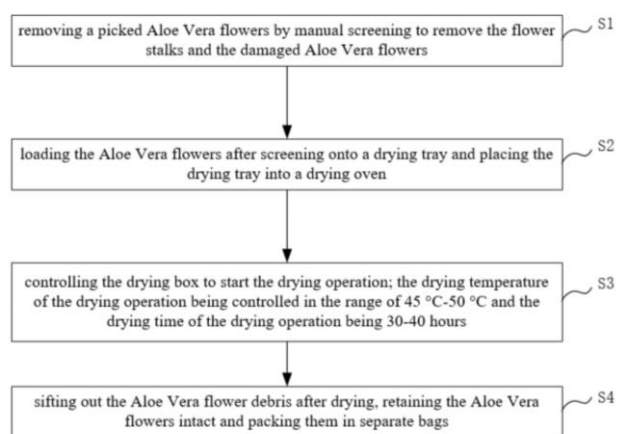 removing a picked Aloe Vera flowers by manual screening to remove the flower
stalks and the damaged Aloe Vera flowers
S1
loading the Aloe Vera flowers after screening onto a drying tray and placing the
drying tray into a drying oven
S2
controlling the drying box to start the drying operation; the drying temperature
of the drying operation being controlled in the range of 45 °C-50 °C and the
drying time of the drying operation being 30-40 hours
S3
sifting out the Aloe Vera flower debris after drying, retaining the Aloe Vera
flowers intact and packing them in separate bags
S4